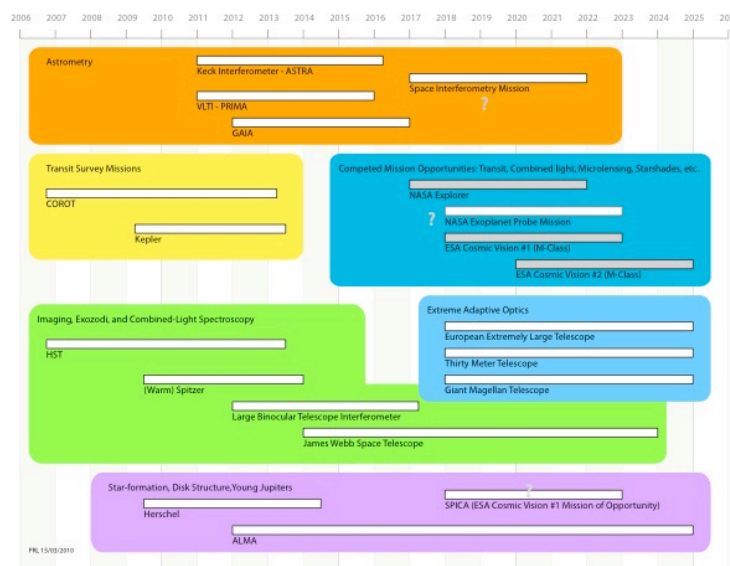 2006 2007 2008 2009 2010 2011 2012 2013 2014 2015 2016 2017 2018 2019 2020 2021 2022 2023 2024 2025 20
Astrometry
Keck Interferometer - ASTRA
Space Interferometry Mission
?
VLTI - PRIMA
GAIA
Transit Survey Missions
COROT
Kepler
Competed Mission Opportunities: Transit, Combined light, Microlensing, Starshades, etc..
NASA Explorer
?
NASA Exoplanet Probe Mission
ESA Cosmic Vision #1 (M-Class)
ESA Cosmic Vision #2 (M-Class)
Imaging, Exozodi, and Combined-Light Spectroscopy
HST
(Warm) Spitzer
Large Binocular Telescope Interferometer
James Webb Space Telescope
Extreme Adaptive Optics
European Extremely Large Telescope
Thirty Meter Telescope
Giant Magellan Telescope
Star-formation, Disk Structure,Young Jupiters
?
SPICA (ESA Cosmic Vision #1 Mission of Opportunity)
Herschel
ALMA
PRL 15/03/2010